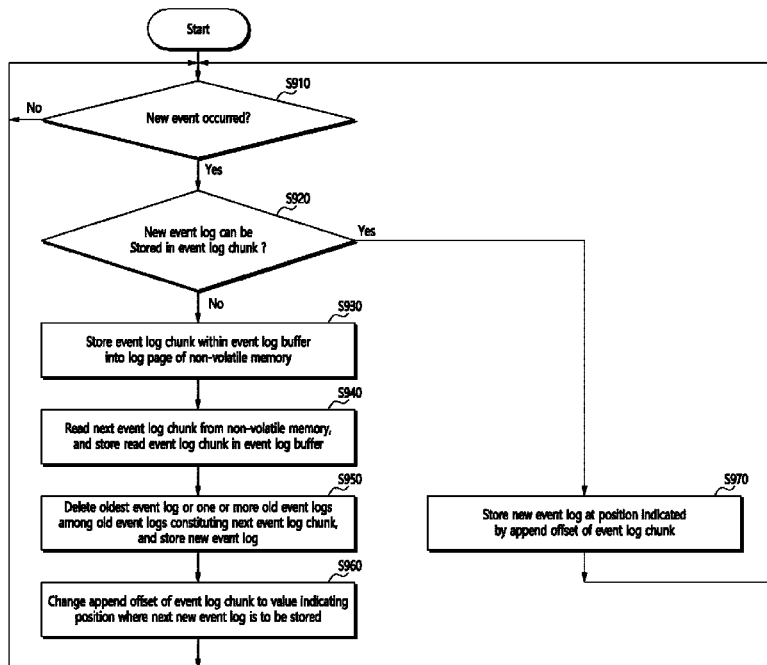 Start
S910
New event occurred?
No
Yes
S920
New event log can be
Stored in event log chunk ?
Yes
No
S930
Store event log chunk within event log buffer
into log page of non-volatile memory
S940
Read next event log chunk from non-volatile memory,
and store read event log chunk in event log buffer
S950
Delete oldest event log or one or more old event logs
among old event logs constituting next event log chunk,
and store new event log
S970
Store new event log at position indicated
by append offset of event log chunk
S960
Change append offset of event log chunk to value indicating
position where next new event log is to be stored